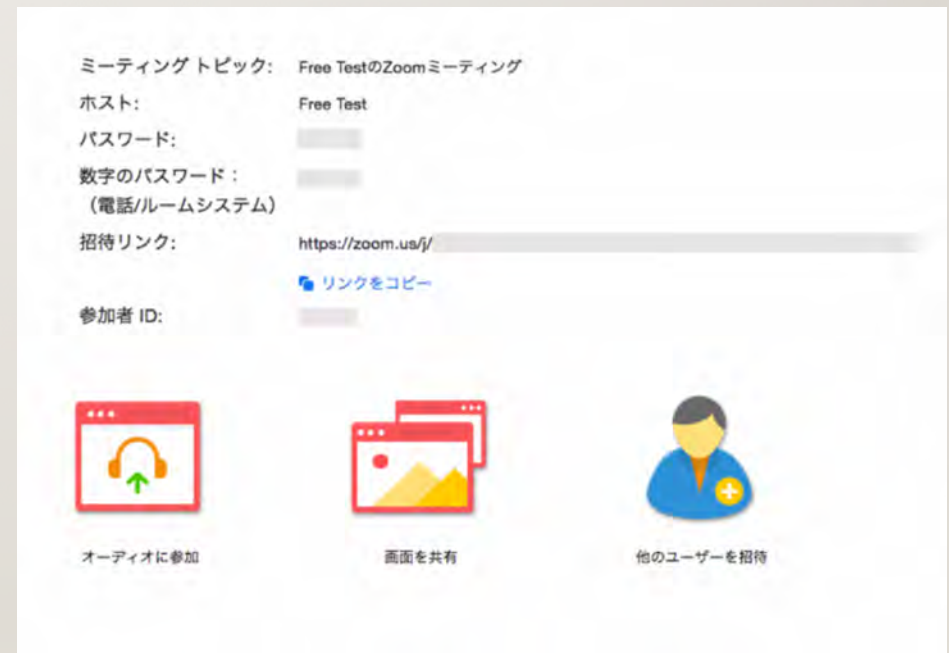 ミーティング トピック: Free TestのZoomミーティング
ホスト: Free Test
パスワード:
数字のパスワード：
（電話/ルームシステム）
招待リンク: https://zoom.us/j/
リンクをコピー
参加者 ID:
オーディオに参加 画面を共有 他のユーザーを招待